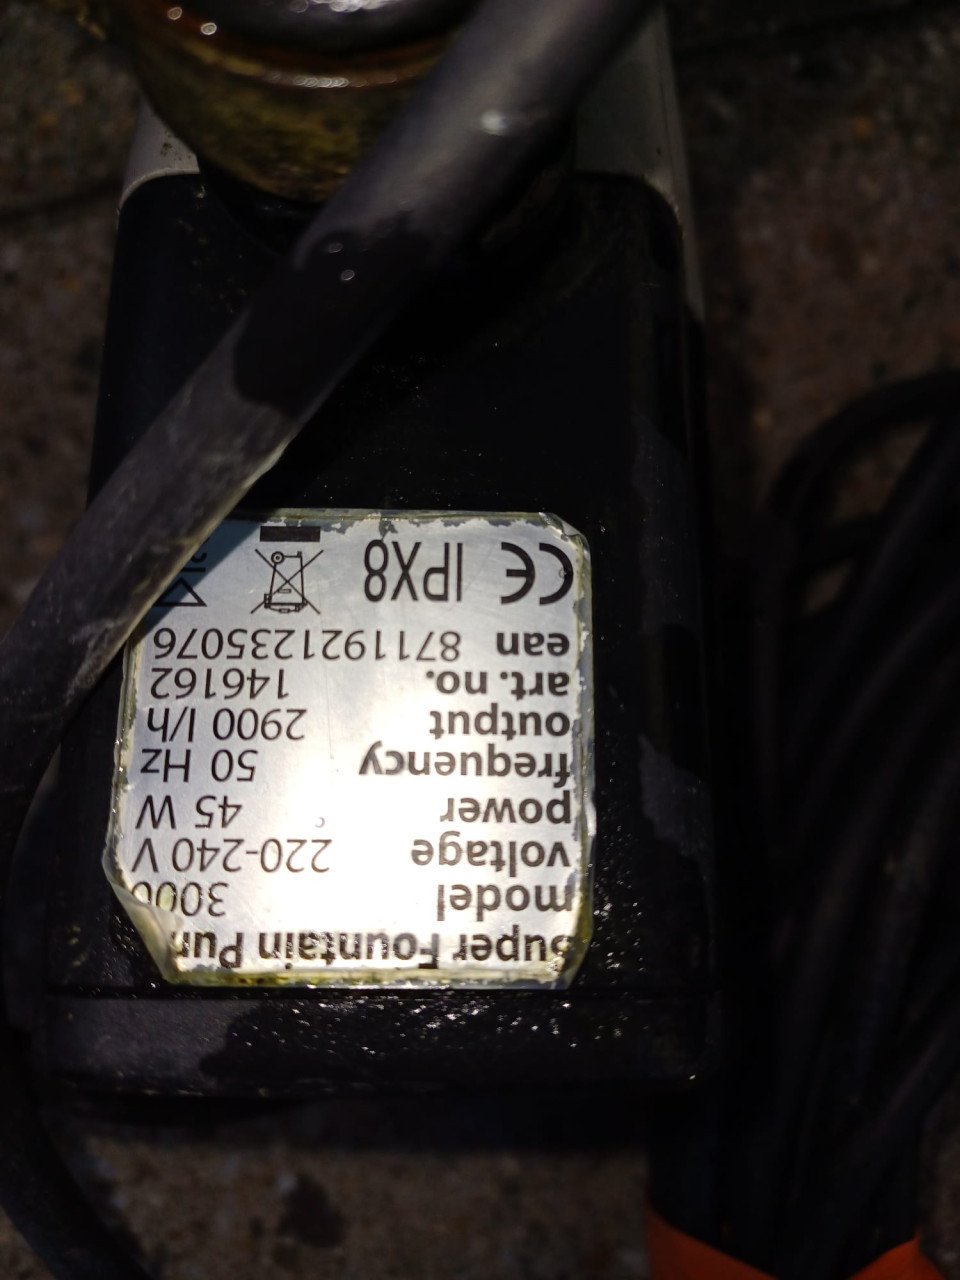 Super Fountain
model 3000
voltage 220-240 V
power 45 W
frequency 50 Hz
output 2900 l/h
art.no. 146162
ean 8711921235076
CE IPX8